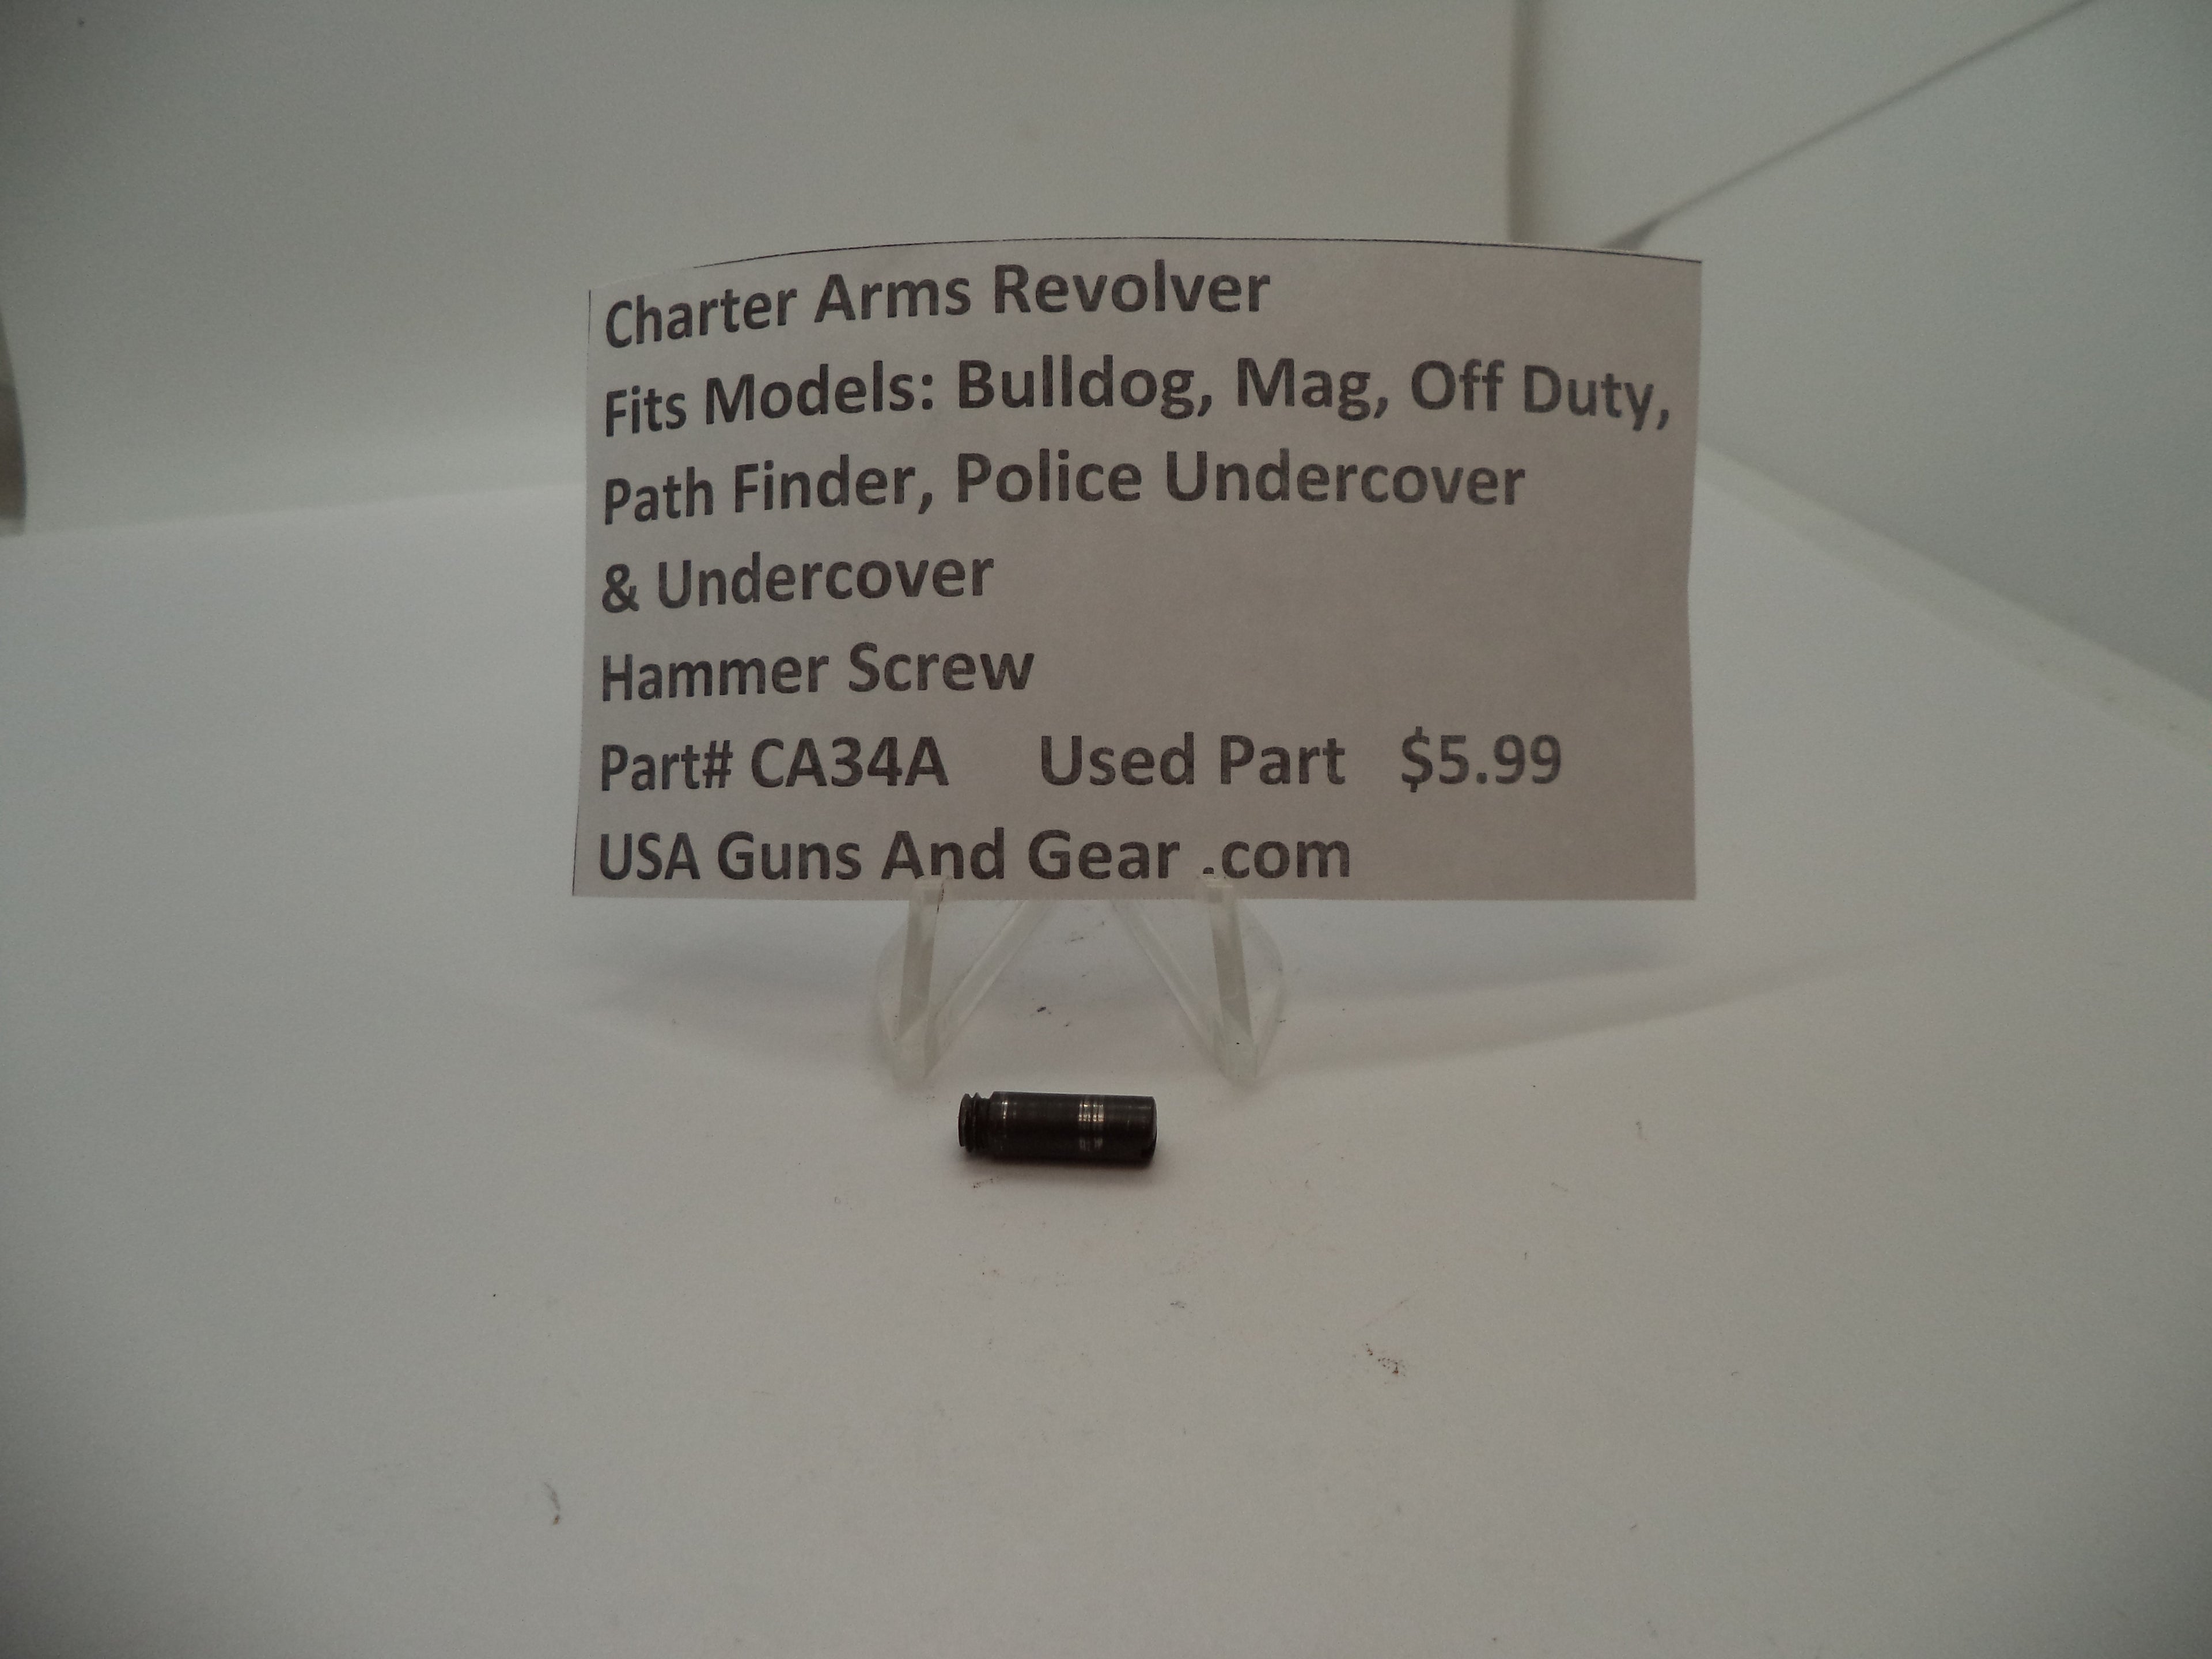 Charter Arms Revolver
Fits Models: Bulldog, Mag, Off Duty,
Path Finder, Police Undercover
& Undercover
Hammer Screw
Part# CA34A Used Part $5.99
USA Guns And Gear .com